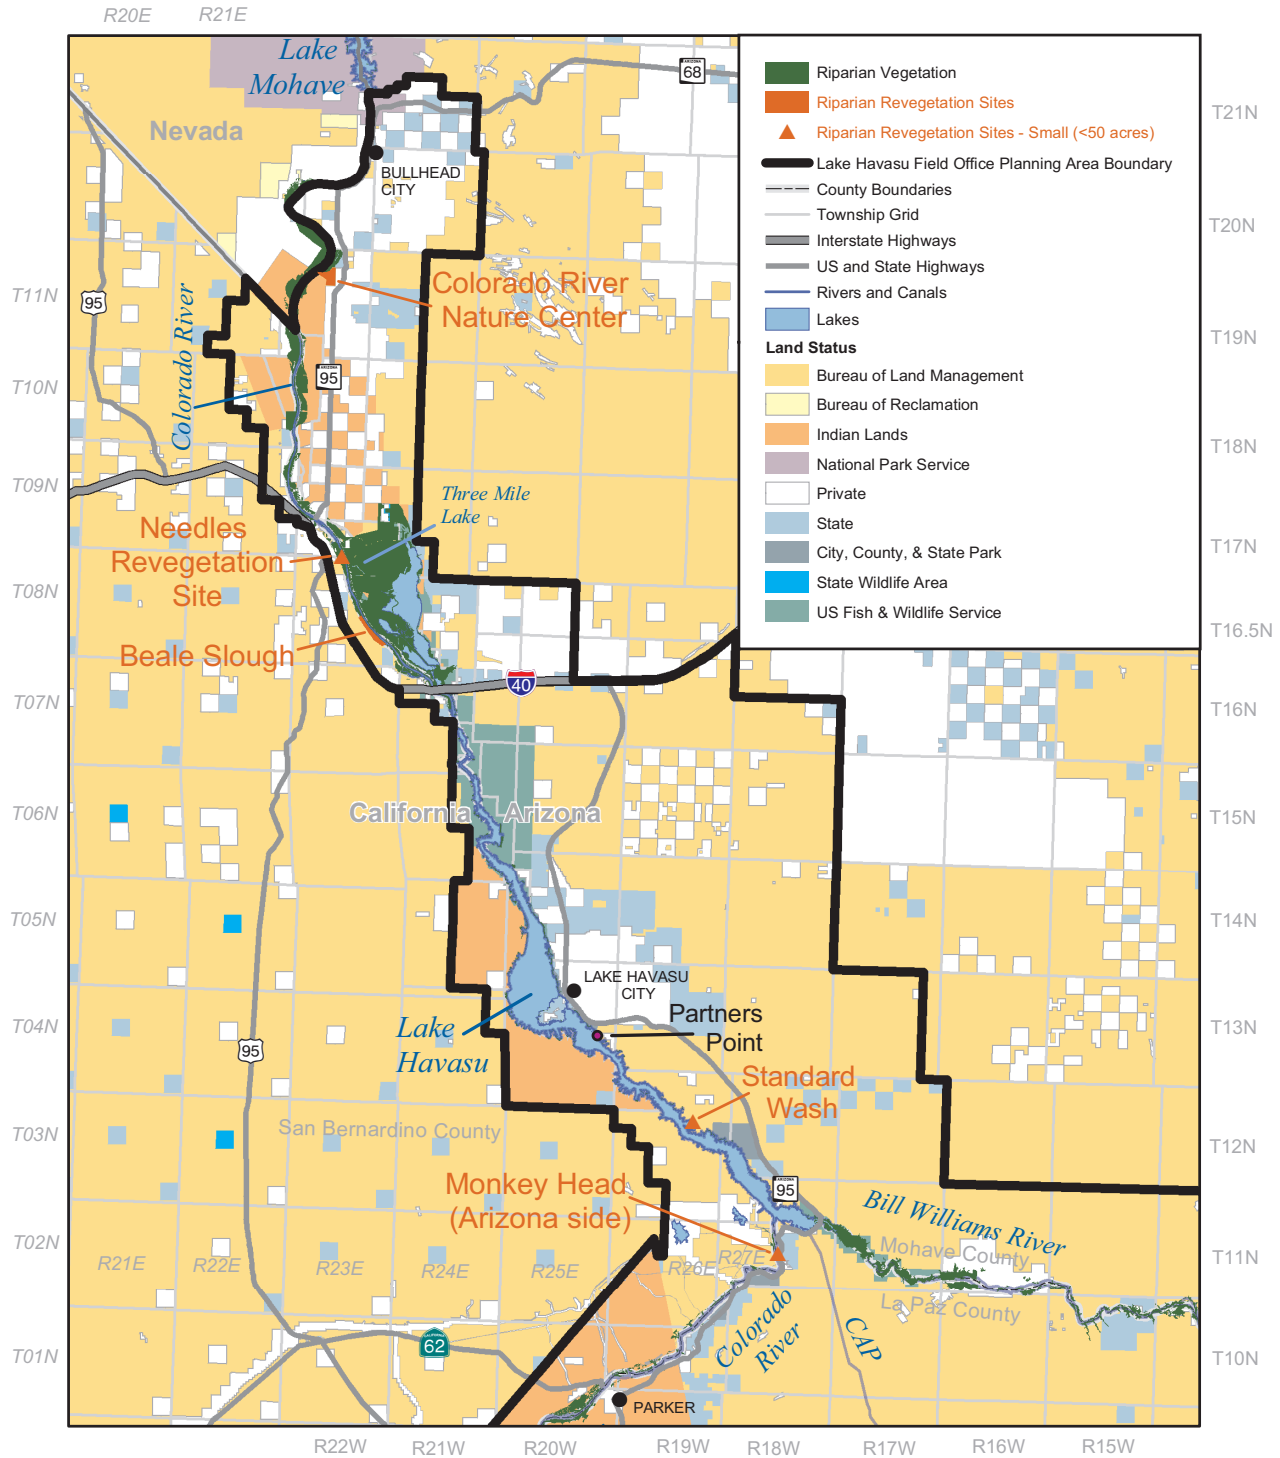 R20E
R21E
Lake
Mohave
ARIZONA
68
Nevada
BULLHEAD
CITY
Riparian Vegetation
Riparian Revegetation Sites
Riparian Revegetation Sites - Small (<50 acres)
Lake Havasu Field Office Planning Area Boundary
County Boundaries
Township Grid
Interstate Highways
US and State Highways
Rivers and Canals
Lakes
Land Status
Bureau of Land Management
Bureau of Reclamation
Indian Lands
National Park Service
Private
State
City, County, & State Park
State Wildlife Area
US Fish & Wildlife Service
T21N
T20N
T19N
T18N
T17N
T16.5N
T16N
T15N
T14N
T13N
T12N
T11N
T10N
T11N
T10N
T09N
T08N
T07N
T06N
T05N
T04N
T03N
T02N
T01N
95
Colorado River
Colorado River
Nature Center
ARIZONA
95
Three Mile
Lake
Needles
Revegetation
Site
Beale Slough
40
California
Arizona
LAKE HAVASU
CITY
Partners
Point
Lake
Havasu
95
Standard
Wash
San Bernardino County
Monkey Head
(Arizona side)
ARIZONA
95
Bill Williams River
Mohave County
La Paz County
R21E
R22E
R23E
R24E
R25E
R26E
R27E
Colorado
River
CAP
CALIFORNIA
62
PARKER
R22W
R21W
R20W
R19W
R18W
R17W
R16W
R15W